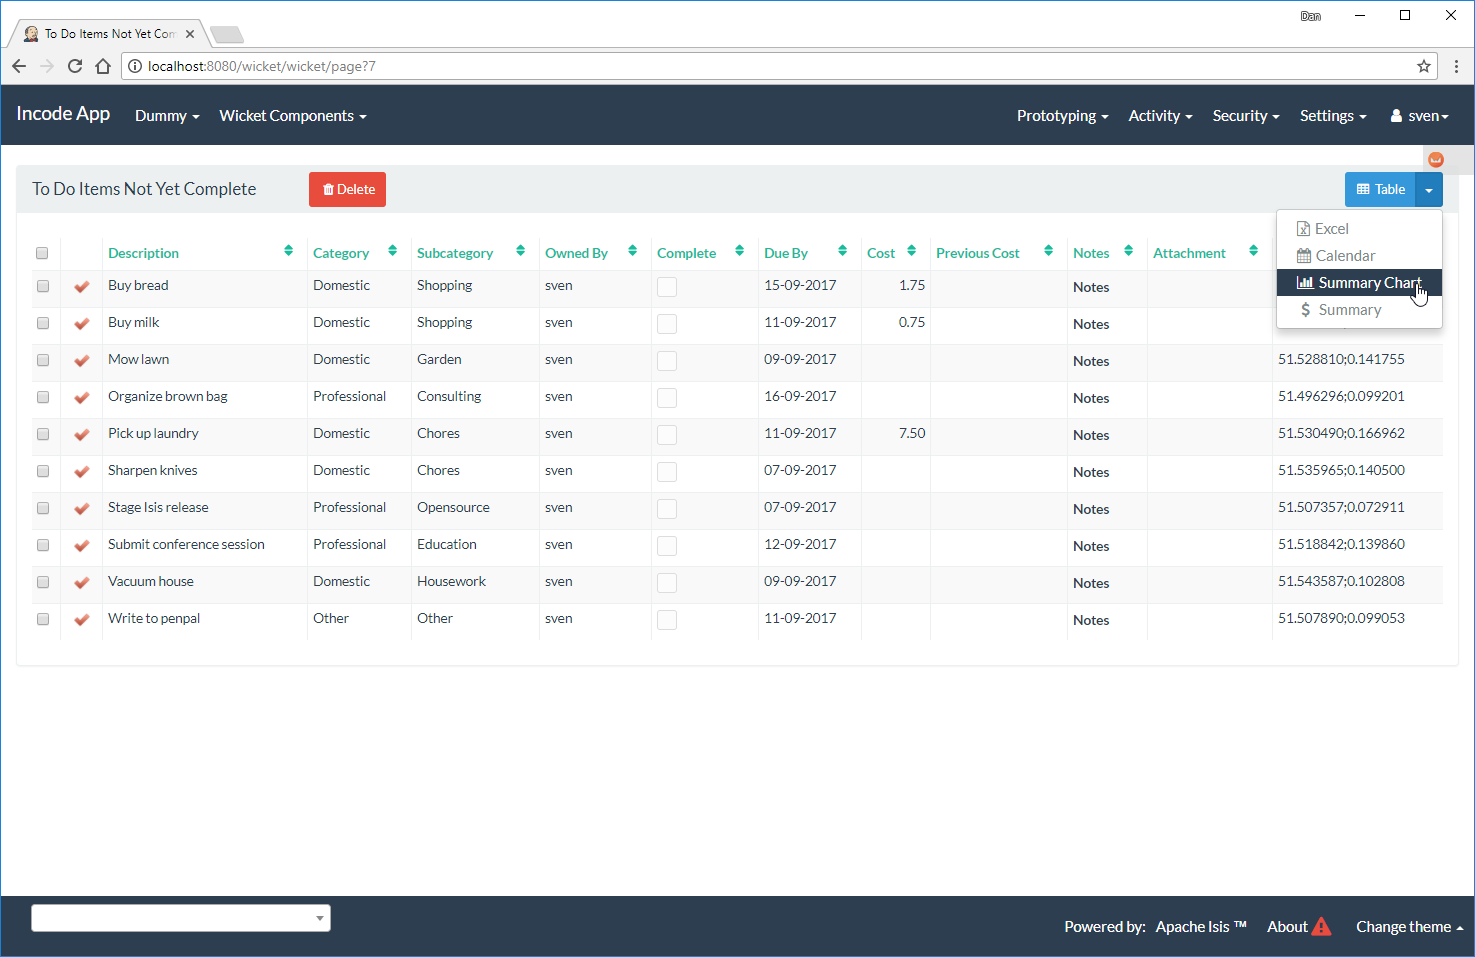 Dan
To Do Items Not Yet Com
localhost:8080/wicket/wicket/page?7
Incode App Dummy Wicket Components Prototyping Activity Security Settings sven
To Do Items Not Yet Complete Delete Table
Excel
Calendar
Summary Chart
Summary
Description Category Subcategory Owned By Complete Due By Cost Previous Cost Notes Attachment
Buy bread Domestic Shopping sven 15-09-2017 1.75 Notes
Buy milk Domestic Shopping sven 11-09-2017 0.75 Notes
Mow lawn Domestic Garden sven 09-09-2017 Notes 51.528810;0.141755
Organize brown bag Professional Consulting sven 16-09-2017 Notes 51.496296;0.099201
Pick up laundry Domestic Chores sven 11-09-2017 7.50 Notes 51.530490;0.166962
Sharpen knives Domestic Chores sven 07-09-2017 Notes 51.535965;0.140500
Stage Isis release Professional Opensource sven 07-09-2017 Notes 51.507357;0.072911
Submit conference session Professional Education sven 12-09-2017 Notes 51.518842;0.139860
Vacuum house Domestic Housework sven 09-09-2017 Notes 51.543587;0.102808
Write to penpal Other Other sven 11-09-2017 Notes 51.507890;0.099053
Powered by: Apache Isis ™ About Change theme